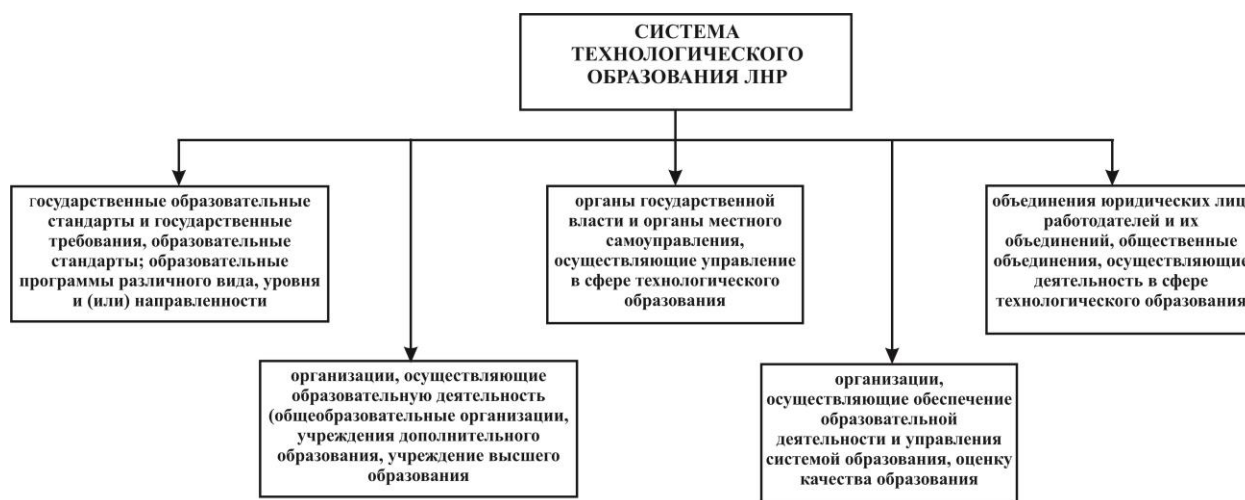 СИСТЕМА
ТЕХНОЛОГИЧЕСКОГО
ОБРАЗОВАНИЯ ЛНР
государственные образовательные
стандарты и государственные
требования, образовательные
стандарты; образовательные
программы различного вида, уровня
и (или) направленности
органы государственной
власти и органы местного
самоуправления,
осуществляющие управление
в сфере технологического
образования
объединения юридических лиц,
работодателей и их
объединений, общественные
объединения, осуществляющие
деятельность в сфере
технологического образования
организации, осуществляющие
образовательную деятельность
(общеобразовательные организации,
учреждения дополнительного
образования, учреждение высшего
образования
организации,
осуществляющие обеспечение
образовательной
деятельности и управления
системой образования, оценку
качества образования